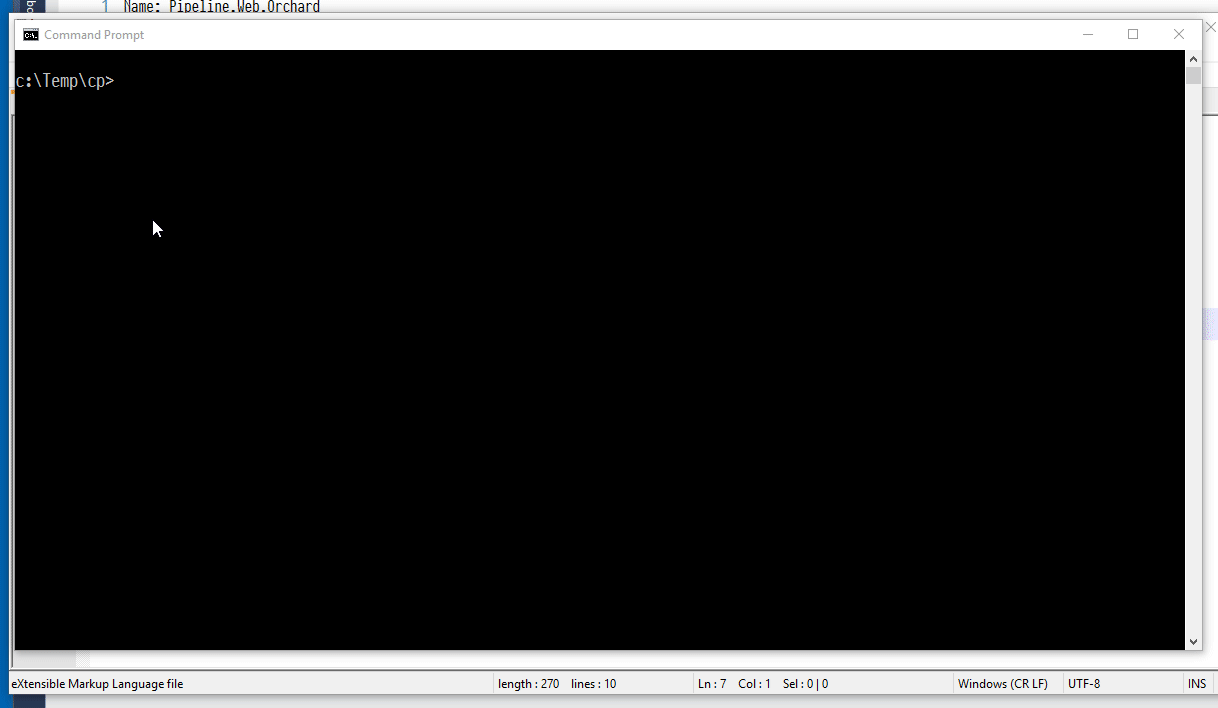 1 Name: Pipeline.Web.Orchard
Command Prompt
c:\Temp\cp>
eXtensible Markup Language file length : 270 lines : 10 Ln : 7 Col : 1 Sel : 0 | 0 Windows (CR LF) UTF-8 INS